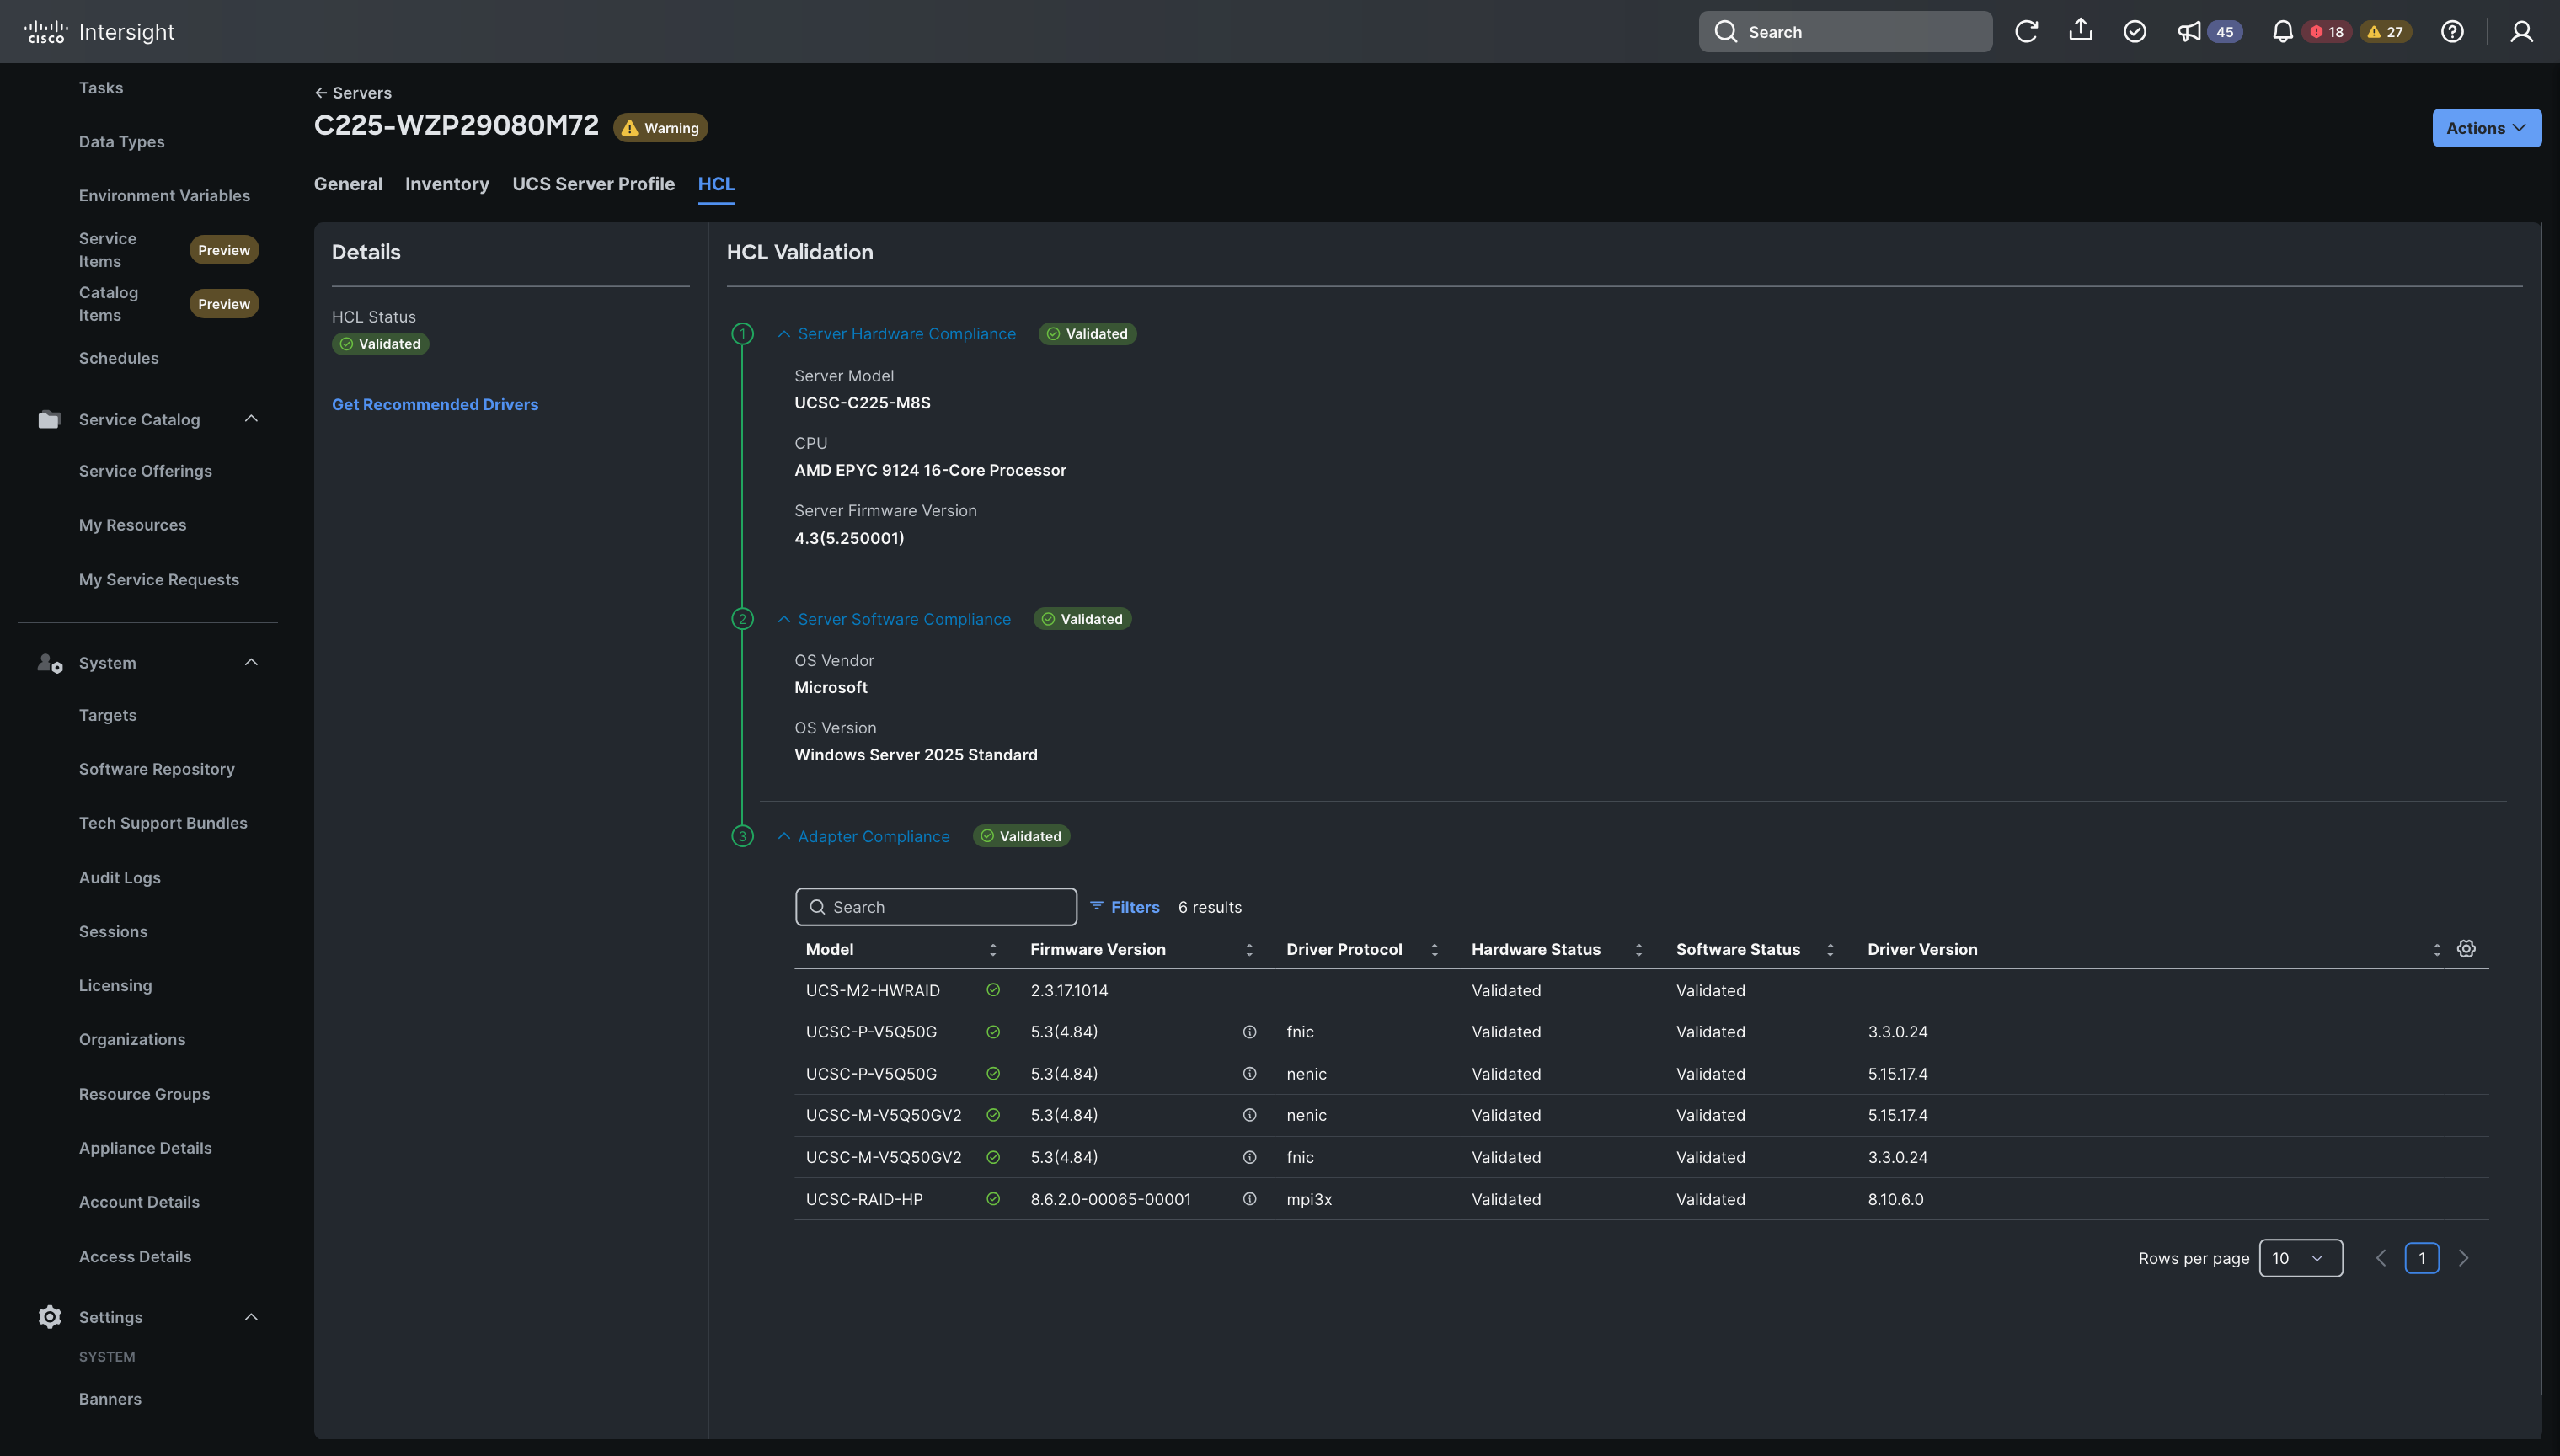 cisco Intersight
Search
45
18
27
Tasks
Data Types
Environment Variables
Service Items Preview
Catalog Items Preview
Schedules
Service Catalog
Service Offerings
My Resources
My Service Requests
System
Targets
Software Repository
Tech Support Bundles
Audit Logs
Sessions
Licensing
Organizations
Resource Groups
Appliance Details
Account Details
Access Details
Settings
SYSTEM
Banners
← Servers
C225-WZP29080M72 Warning
Actions
General Inventory UCS Server Profile HCL
Details
HCL Status
Validated
Get Recommended Drivers
HCL Validation
1 Server Hardware Compliance Validated
Server Model
UCSC-C225-M8S
CPU
AMD EPYC 9124 16-Core Processor
Server Firmware Version
4.3(5.250001)
2 Server Software Compliance Validated
OS Vendor
Microsoft
OS Version
Windows Server 2025 Standard
3 Adapter Compliance Validated
Search Filters 6 results
Model Firmware Version Driver Protocol Hardware Status Software Status Driver Version
UCS-M2-HWRAID 2.3.17.1014 Validated Validated
UCSC-P-V5Q50G 5.3(4.84) fnic Validated Validated 3.3.0.24
UCSC-P-V5Q50G 5.3(4.84) nenic Validated Validated 5.15.17.4
UCSC-M-V5Q50GV2 5.3(4.84) nenic Validated Validated 5.15.17.4
UCSC-M-V5Q50GV2 5.3(4.84) fnic Validated Validated 3.3.0.24
UCSC-RAID-HP 8.6.2.0-00065-00001 mpi3x Validated Validated 8.10.6.0
Rows per page 10 1